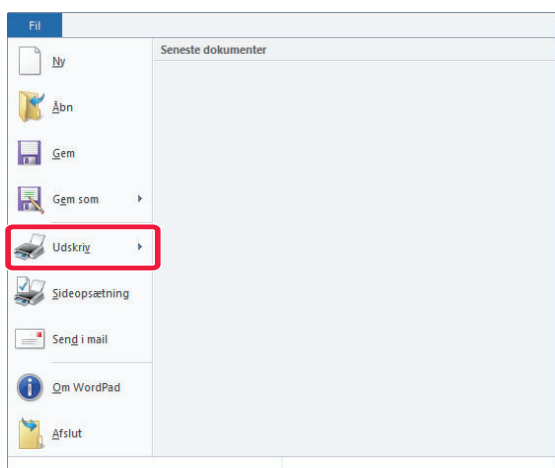 Fil
Seneste dokumenter
Ny
Åbn
Gem
Gem som
Udskriv
Sideopsætning
Send i mail
Om WordPad
Afslut